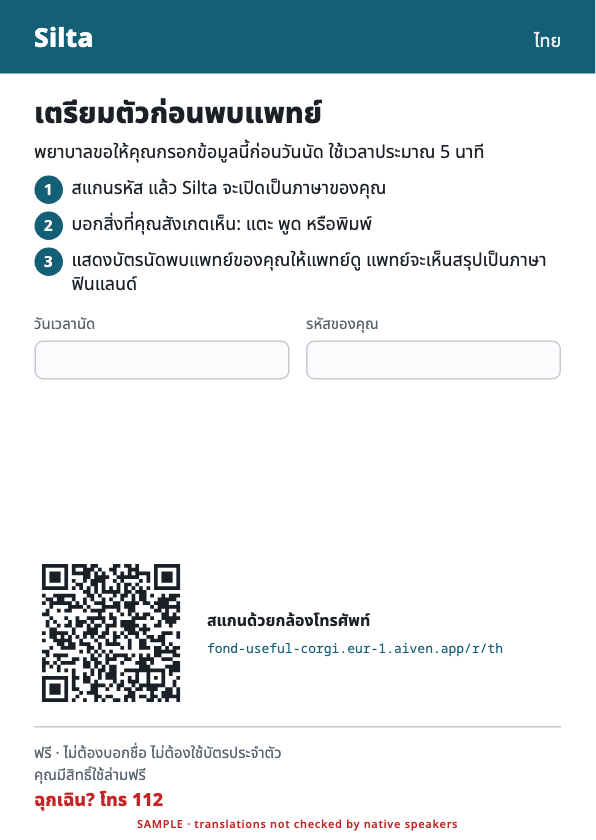 Silta
ไทย
เตรียมตัวก่อนพบแพทย์
พยาบาลขอให้คุณกรอกข้อมูลนี้ก่อนวันนัด ใช้เวลาประมาณ 5 นาที
1 สแกนรหัส แล้ว Silta จะเปิดเป็นภาษาของคุณ
2 บอกสิ่งที่คุณสังเกตเห็น: แตะ พูด หรือพิมพ์
3 แสดงบัตรนัดพบแพทย์ของคุณให้แพทย์ดู แพทย์จะเห็นสรุปเป็นภาษา
ฟินแลนด์
วันเวลานัด
รหัสของคุณ
สแกนด้วยกล้องโทรศัพท์
fond-useful-corgi.eur-1.aiven.app/r/th
ฟรี · ไม่ต้องบอกชื่อ ไม่ต้องใช้บัตรประจำตัว
คุณมีสิทธิ์ใช้ล่ามฟรี
ฉุกเฉิน? โทร 112
SAMPLE · translations not checked by native speakers